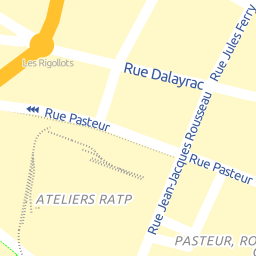 Rue Jules Ferry
Les Rigollots
Rue Dalayrac
Rue Pasteur
Rue Jean-Jacques Rousseau
Rue Pasteur
ATELIERS RATP
PASTEUR, RO